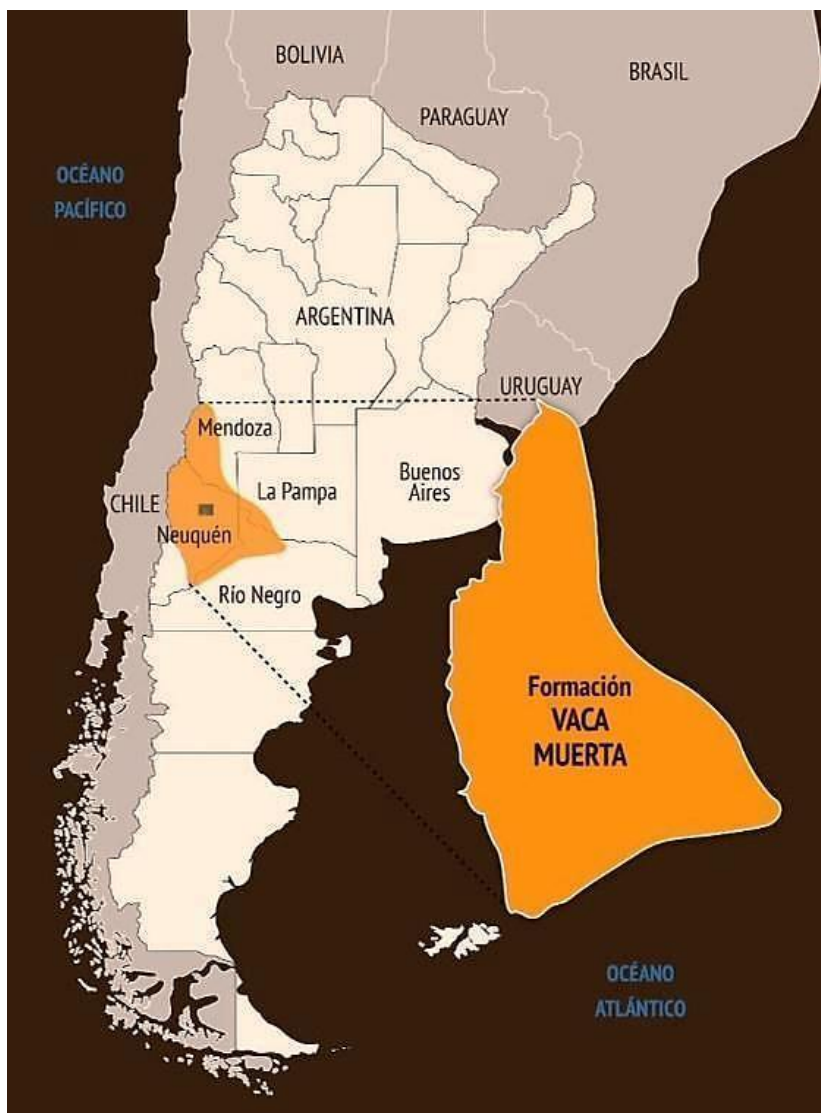 BOLIVIA
BRASIL
PARAGUAY
OCÉANO
PACÍFICO
ARGENTINA
URUGUAY
Mendoza
Buenos
Aires
La Pampa
CHILE
Neuquén
Río Negro
Formación
VACA
MUERTA
OCÉANO
ATLÁNTICO